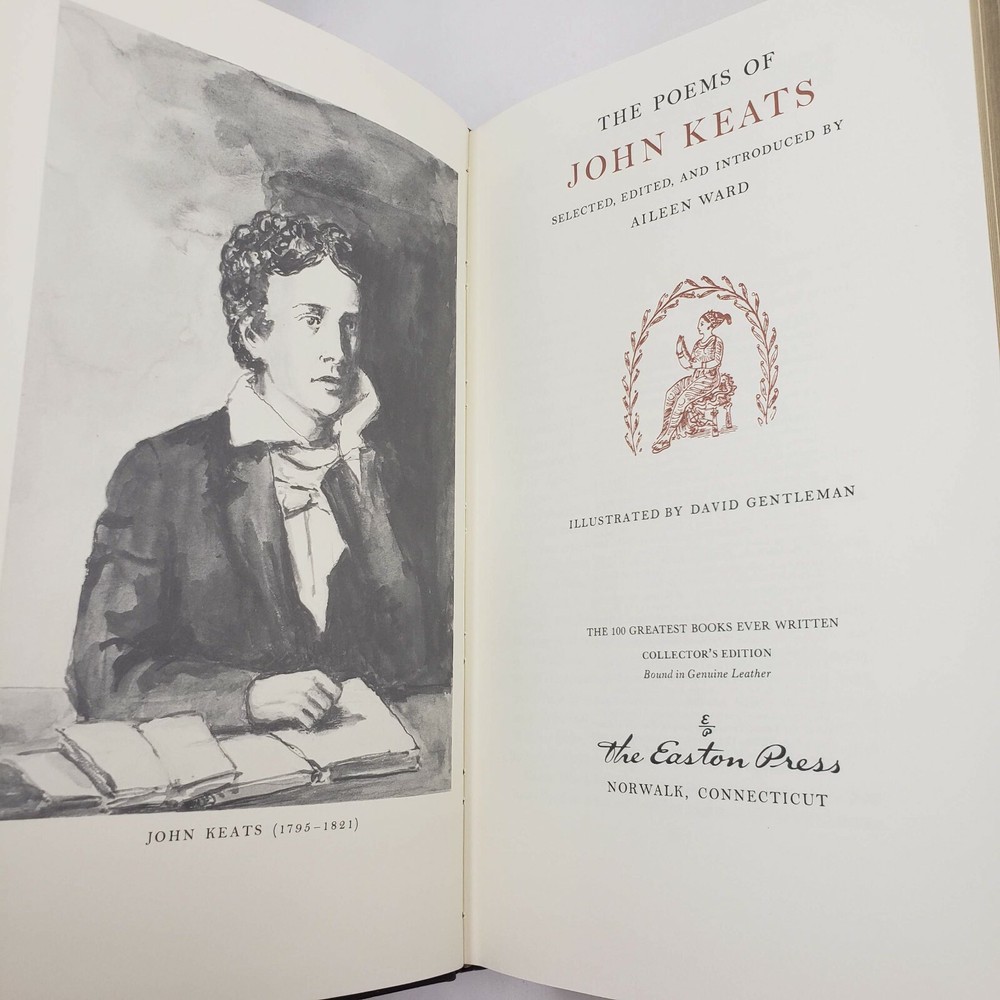 JOHN KEATS (1795–1821)
THE POEMS OF
JOHN KEATS
SELECTED, EDITED, AND INTRODUCED BY
AILEEN WARD
ILLUSTRATED BY DAVID GENTLEMAN
THE 100 GREATEST BOOKS EVER WRITTEN
COLLECTOR'S EDITION
Bound in Genuine Leather
E
P
the Easton Press
NORWALK, CONNECTICUT